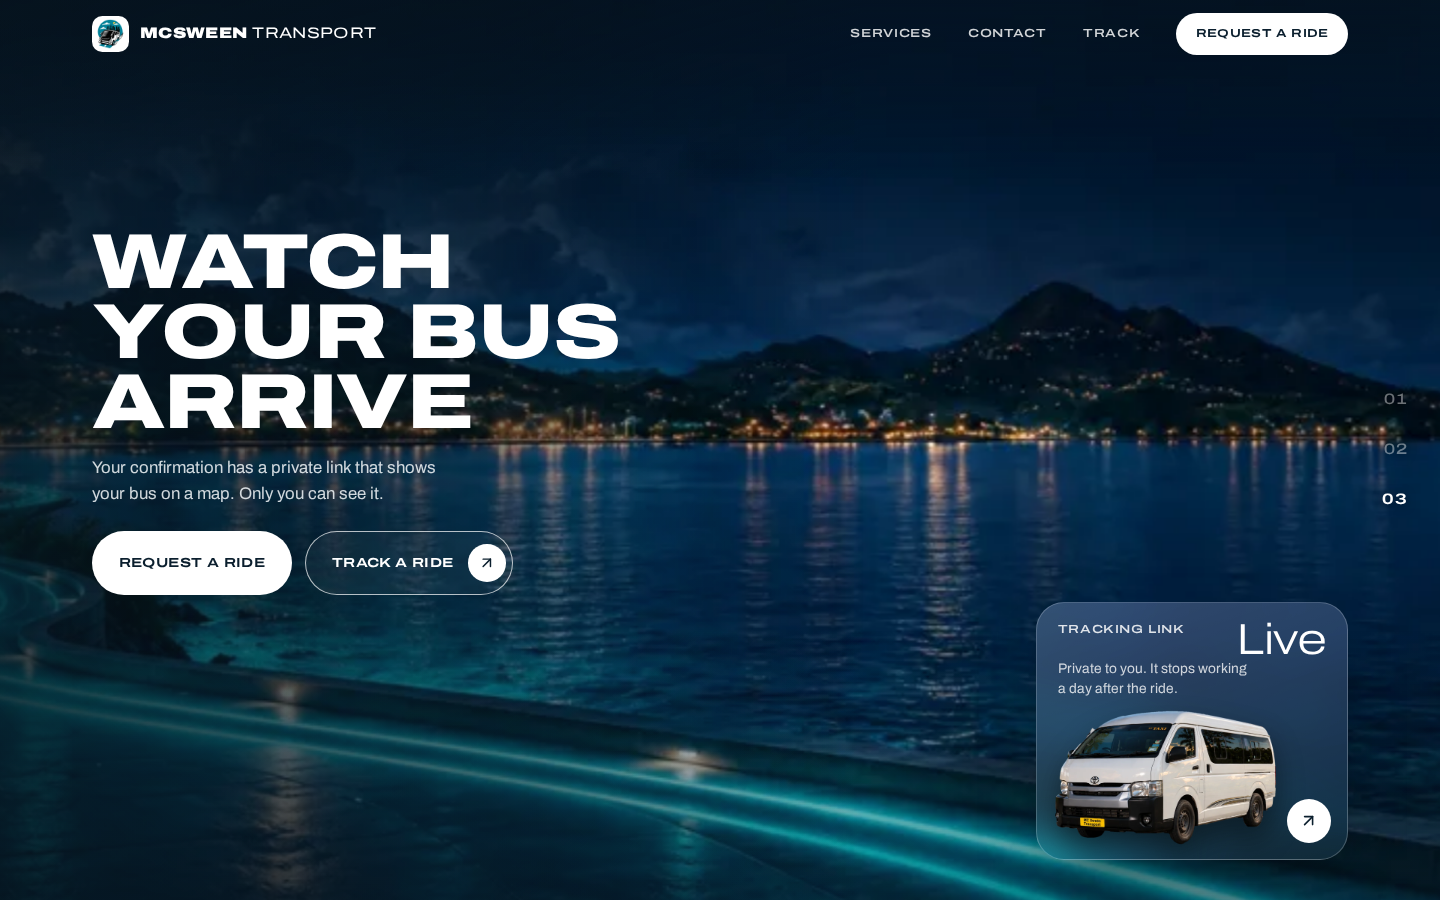 MCSWEEN TRANSPORT
SERVICES
CONTACT
TRACK
REQUEST A RIDE
WATCH
YOUR BUS
ARRIVE
Your confirmation has a private link that shows
your bus on a map. Only you can see it.
REQUEST A RIDE
TRACK A RIDE
01
02
03
TRACKING LINK
Live
Private to you. It stops working
a day after the ride.